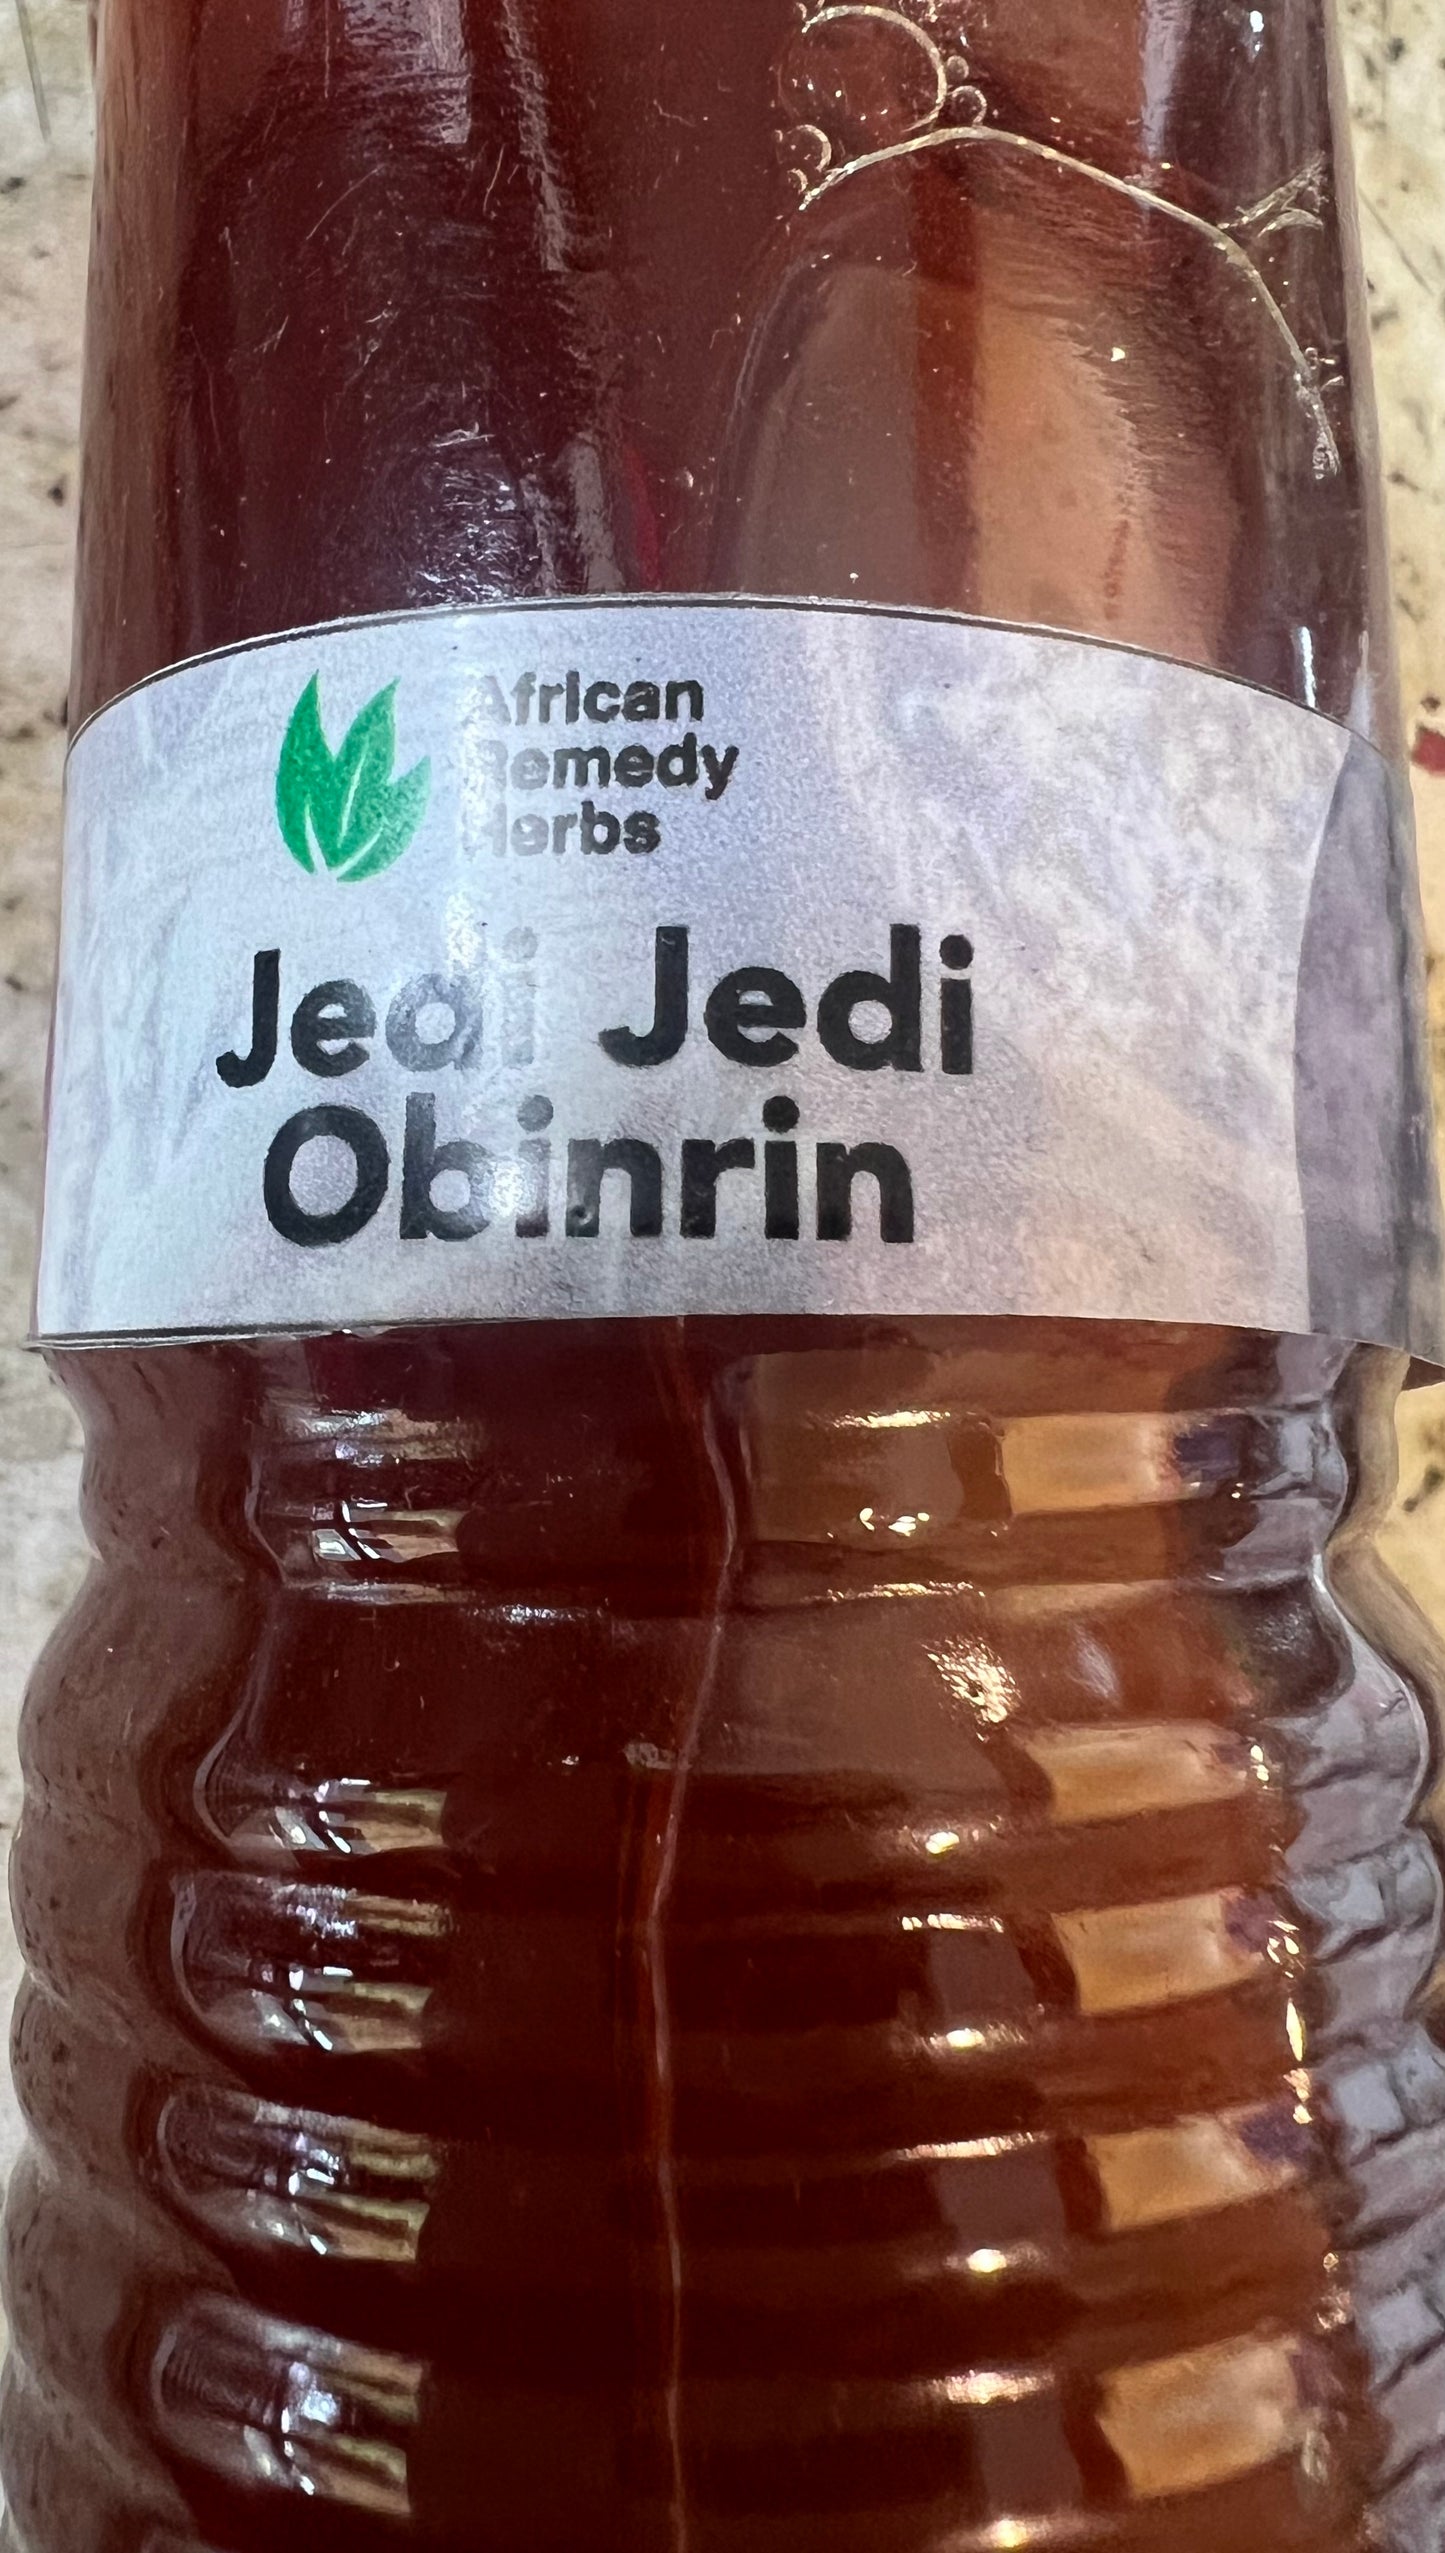 African
Remedy
Herbs
Jedi Jedi
Obinrin